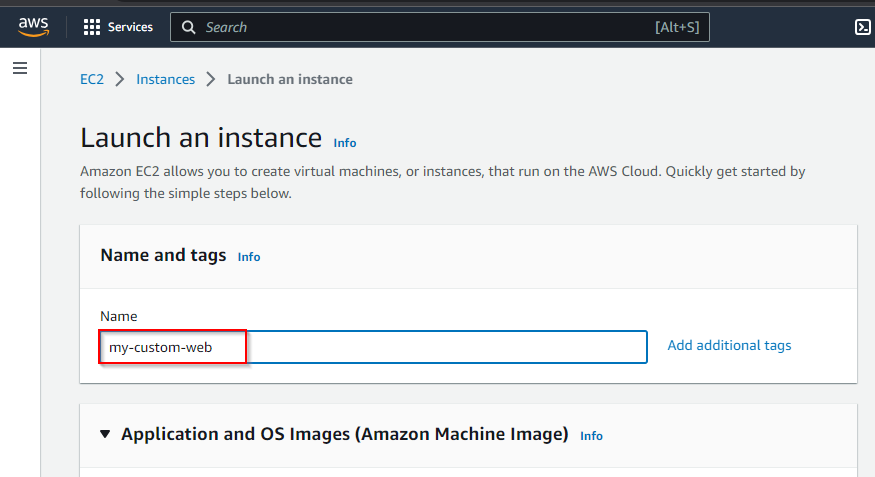 aws Services Search [Alt+S]
EC2 > Instances > Launch an instance
Launch an instance Info
Amazon EC2 allows you to create virtual machines, or instances, that run on the AWS Cloud. Quickly get started by
following the simple steps below.
Name and tags Info
Name
my-custom-web Add additional tags
Application and OS Images (Amazon Machine Image) Info